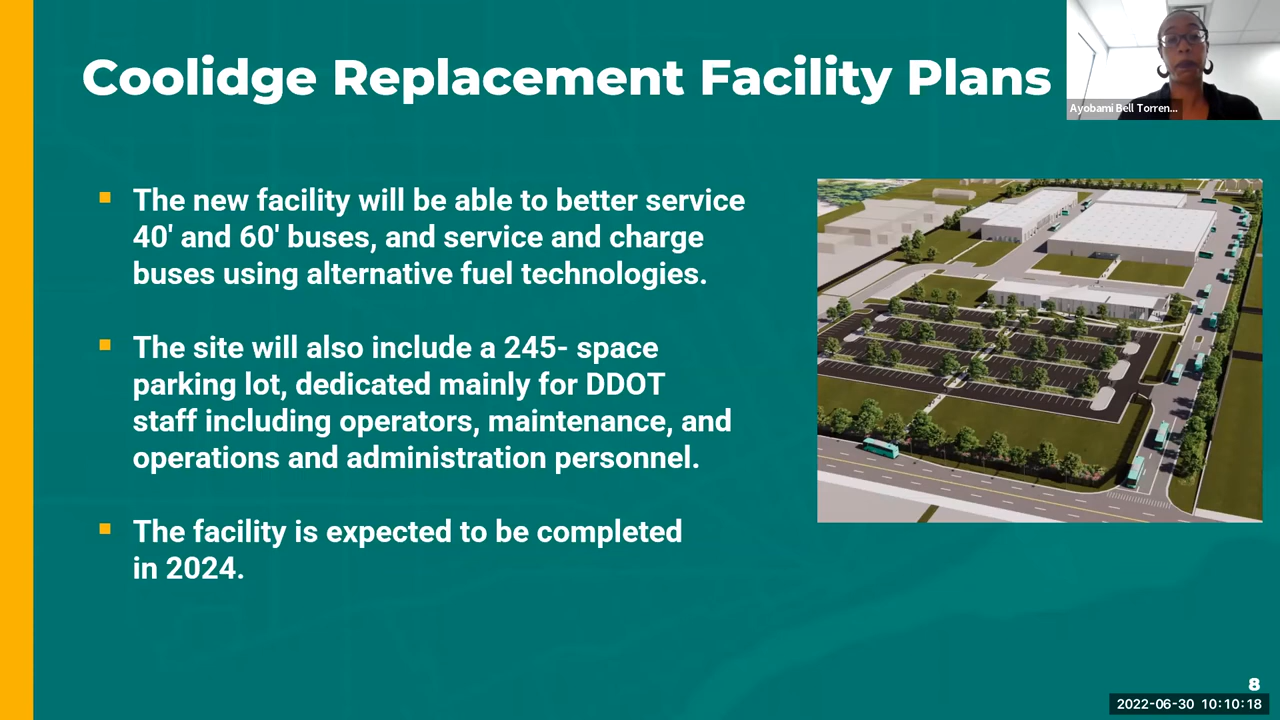 Coolidge Replacement Facility Plans
Ayobami Bell Torren...
The new facility will be able to better service
40' and 60' buses, and service and charge
buses using alternative fuel technologies.
The site will also include a 245- space
parking lot, dedicated mainly for DDOT
staff including operators, maintenance, and
operations and administration personnel.
The facility is expected to be completed
in 2024.
8
2022-06-30 10:10:18